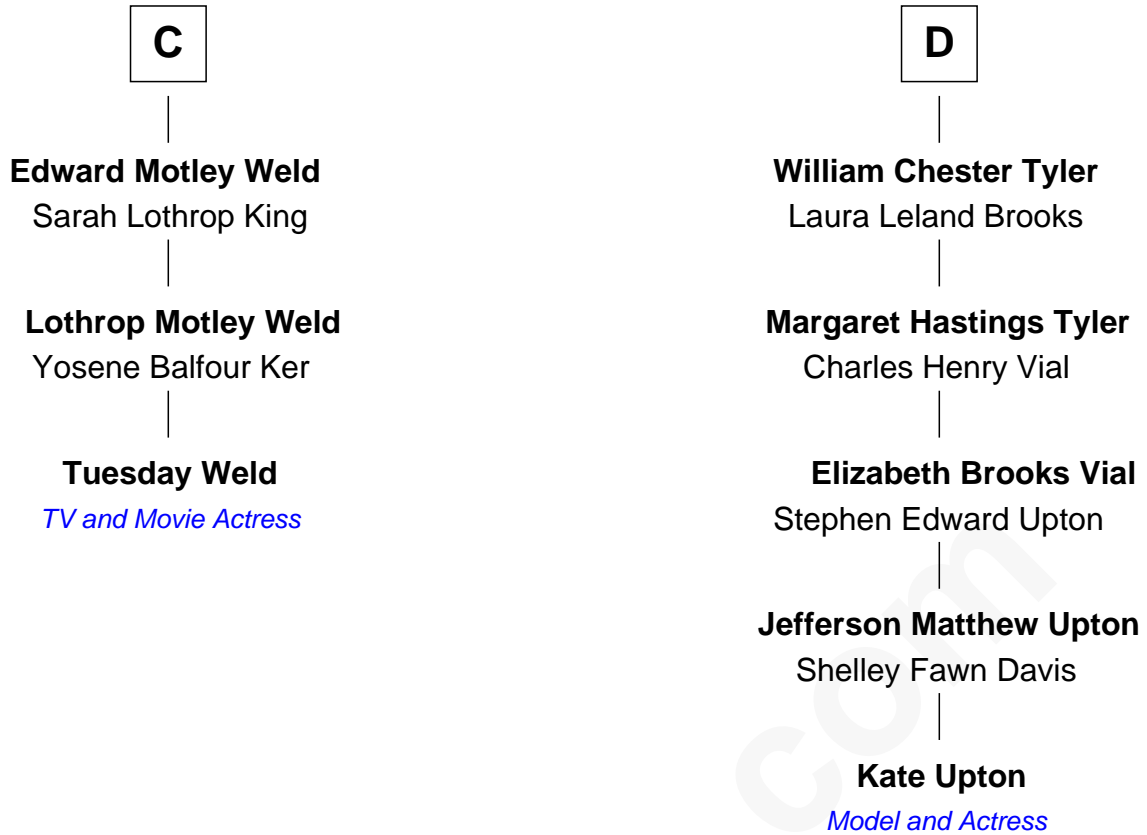 C
Edward Motley Weld
Sarah Lothrop King
Lothrop Motley Weld
Yosene Balfour Ker
Tuesday Weld
TV and Movie Actress
D
William Chester Tyler
Laura Leland Brooks
Margaret Hastings Tyler
Charles Henry Vial
Elizabeth Brooks Vial
Stephen Edward Upton
Jefferson Matthew Upton
Shelley Fawn Davis
Kate Upton
Model and Actress
com